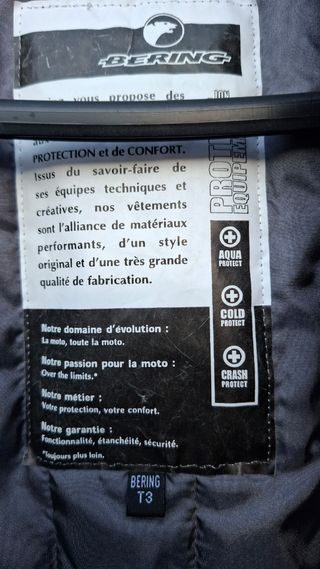 BERING
vous propose des
PROTECTION et de CONFORT.
Issus du savoir-faire de
ses équipes techniques et
créatives, nos vêtements
sont l'alliance de matériaux
performants, d'un style
original et d'une très grande
qualité de fabrication.
AQUA
PROTECT
COLD
PROTECT
CRASH
PROTECT
Notre domaine d'évolution :
La moto, toute la moto.
Notre passion pour la moto :
Over the limits.*
Notre métier :
Votre protection, votre confort.
Notre garantie :
Fonctionnalité, étanchéité, sécurité.
*Toujours plus loin.
BERING
T3